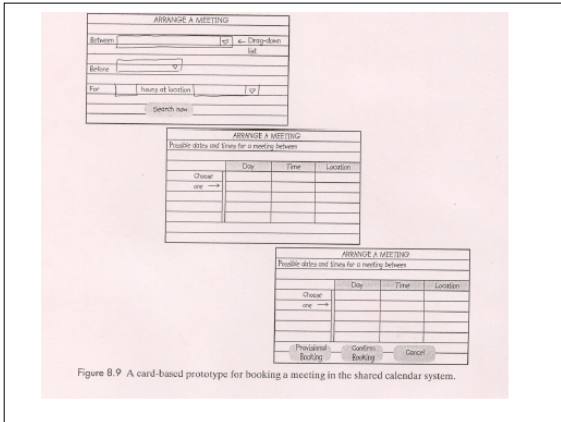 ARRANGE A MEETING
Between
← Drag-down
list
Before
For hours at location
Search now
ARRANGE A MEETING
Possible dates and times for a meeting between
Day Time Location
Choose
one →
ARRANGE A MEETING
Possible dates and times for a meeting between
Day Time Location
Choose
one →
Provisional Booking
Confirm Booking
Cancel
Figure 8.9 A card-based prototype for booking a meeting in the shared calendar system.